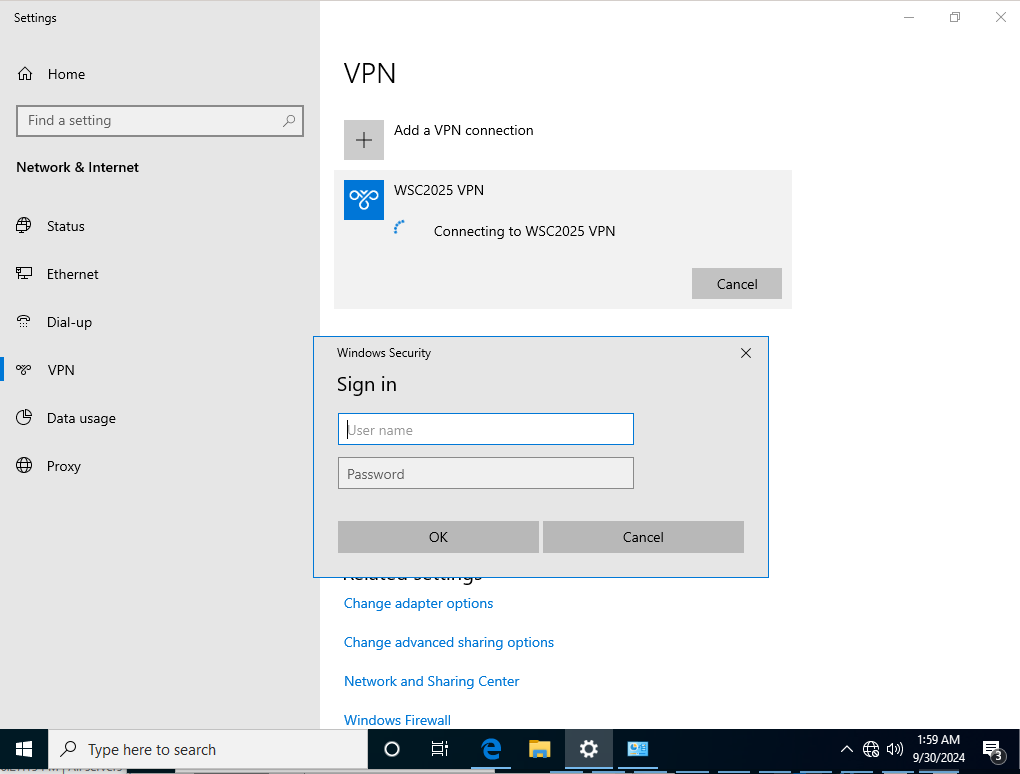 Settings
Home
Find a setting
Network & Internet
Status
Ethernet
Dial-up
VPN
Data usage
Proxy
VPN
Add a VPN connection
WSC2025 VPN
Connecting to WSC2025 VPN
Cancel
Windows Security
Sign in
User name
Password
OK
Cancel
Related settings
Change adapter options
Change advanced sharing options
Network and Sharing Center
Windows Firewall
Type here to search
1:59 AM
9/30/2024
3